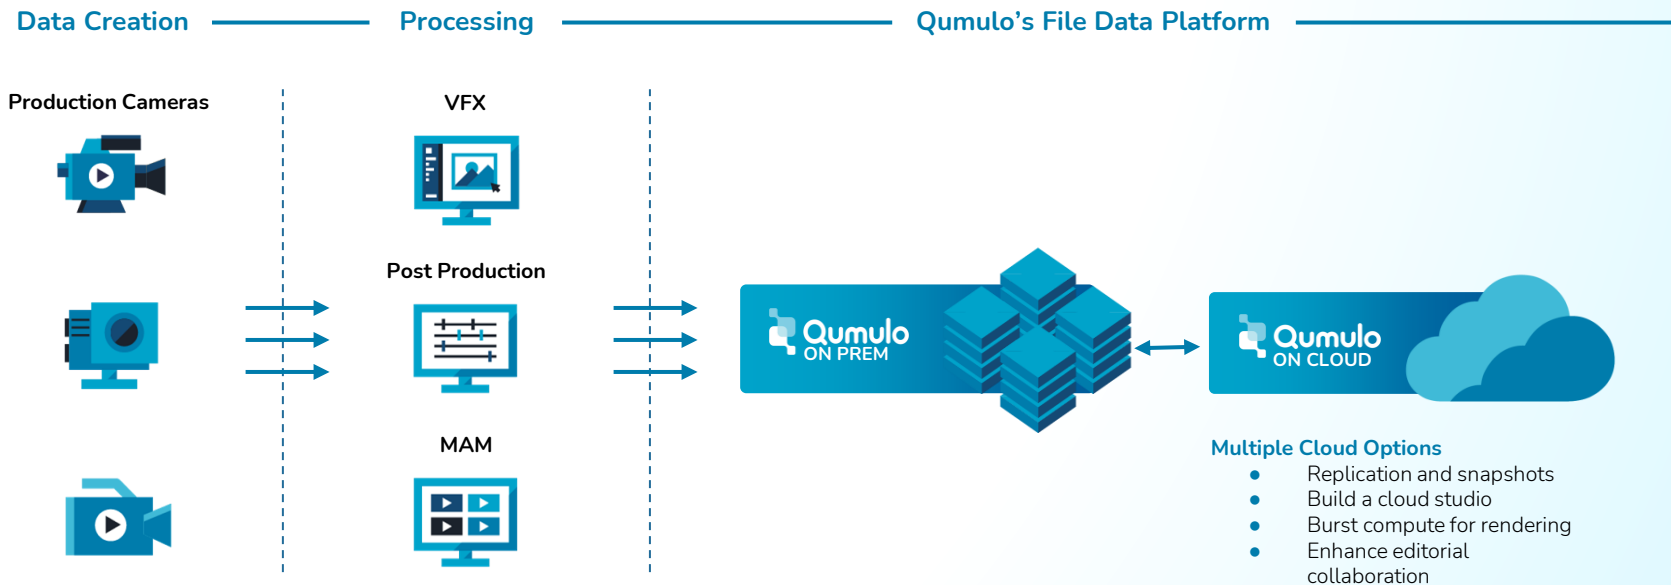 Data Creation
Processing
Qumulo’s File Data Platform
Production Cameras
VFX
Post Production
MAM
Qumulo
ON PREM
Qumulo
ON CLOUD
Multiple Cloud Options
● Replication and snapshots
● Build a cloud studio
● Burst compute for rendering
● Enhance editorial
collaboration